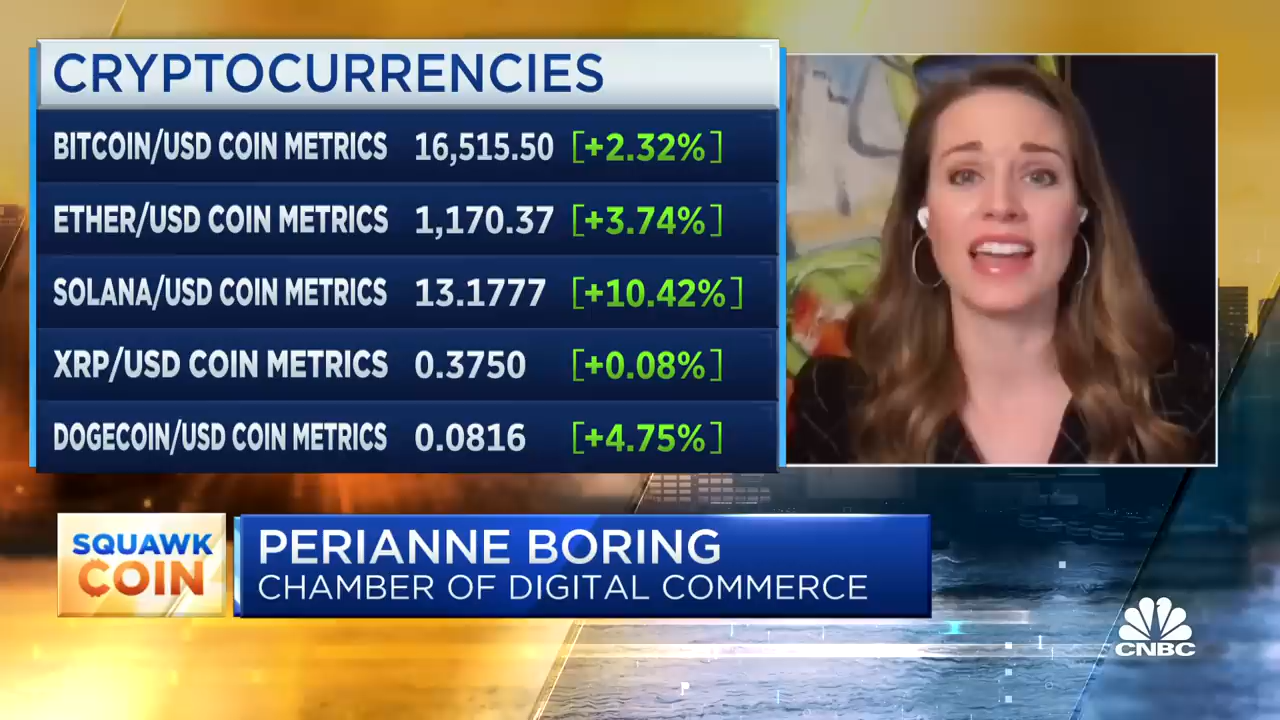 CRYPTOCURRENCIES
BITCOIN/USD COIN METRICS 16,515.50 [+2.32%]
ETHER/USD COIN METRICS 1,170.37 [+3.74%]
SOLANA/USD COIN METRICS 13.1777 [+10.42%]
XRP/USD COIN METRICS 0.3750 [+0.08%]
DOGECOIN/USD COIN METRICS 0.0816 [+4.75%]
SQUAWK
COIN
PERIANNE BORING
CHAMBER OF DIGITAL COMMERCE
CNBC